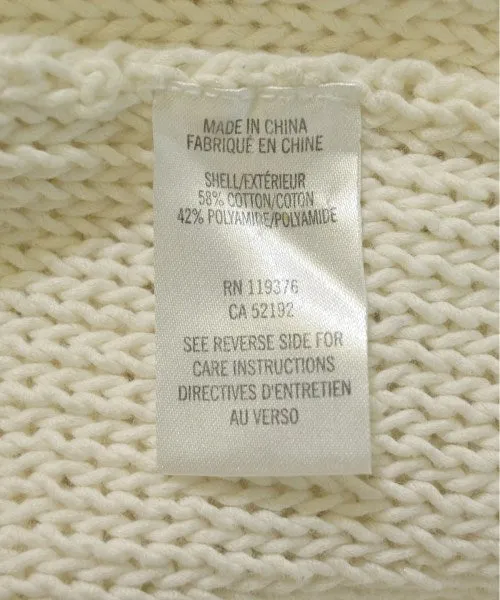 MADE IN CHINA
FABRIQUÉ EN CHINE
SHELL/EXTÉRIEUR
58% COTTON/COTON
42% POLYAMIDE/POLYAMIDE
RN 119376
CA 52192
SEE REVERSE SIDE FOR
CARE INSTRUCTIONS
DIRECTIVES D'ENTRETIEN
AU VERSO